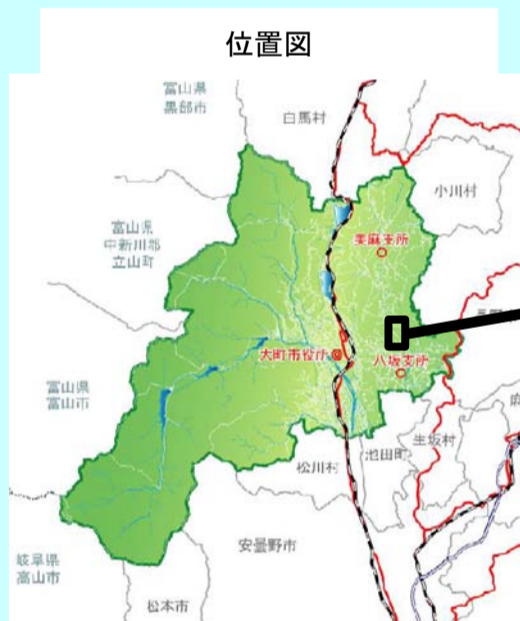 位置図
富山県
黒部市
白馬村
小川村
富山県
中新川郡
立山町
美麻支所
大町市役所
八坂支所
富山県
富山市
生坂村
池田町
松川村
安曇野市
岐阜県
高山市
松本市